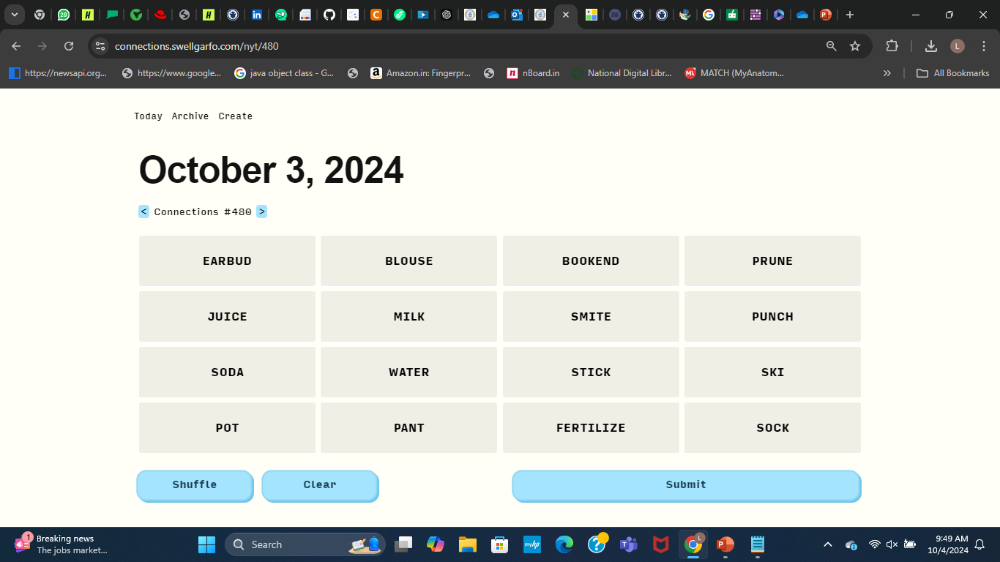 20
connections.swellgarfo.com/nyt/480
L
https://newsapi.org...
https://www.google...
java object class - G...
Amazon.in: Fingerpr...
nBoard.in
National Digital Libr...
MATCH (MyAnatom...
»
All Bookmarks
Today Archive Create
October 3, 2024
< Connections #480 >
EARBUD BLOUSE BOOKEND PRUNE
JUICE MILK SMITE PUNCH
SODA WATER STICK SKI
POT PANT FERTILIZE SOCK
Shuffle Clear Submit
1
Breaking news
The jobs market...
Search
9:49 AM
10/4/2024